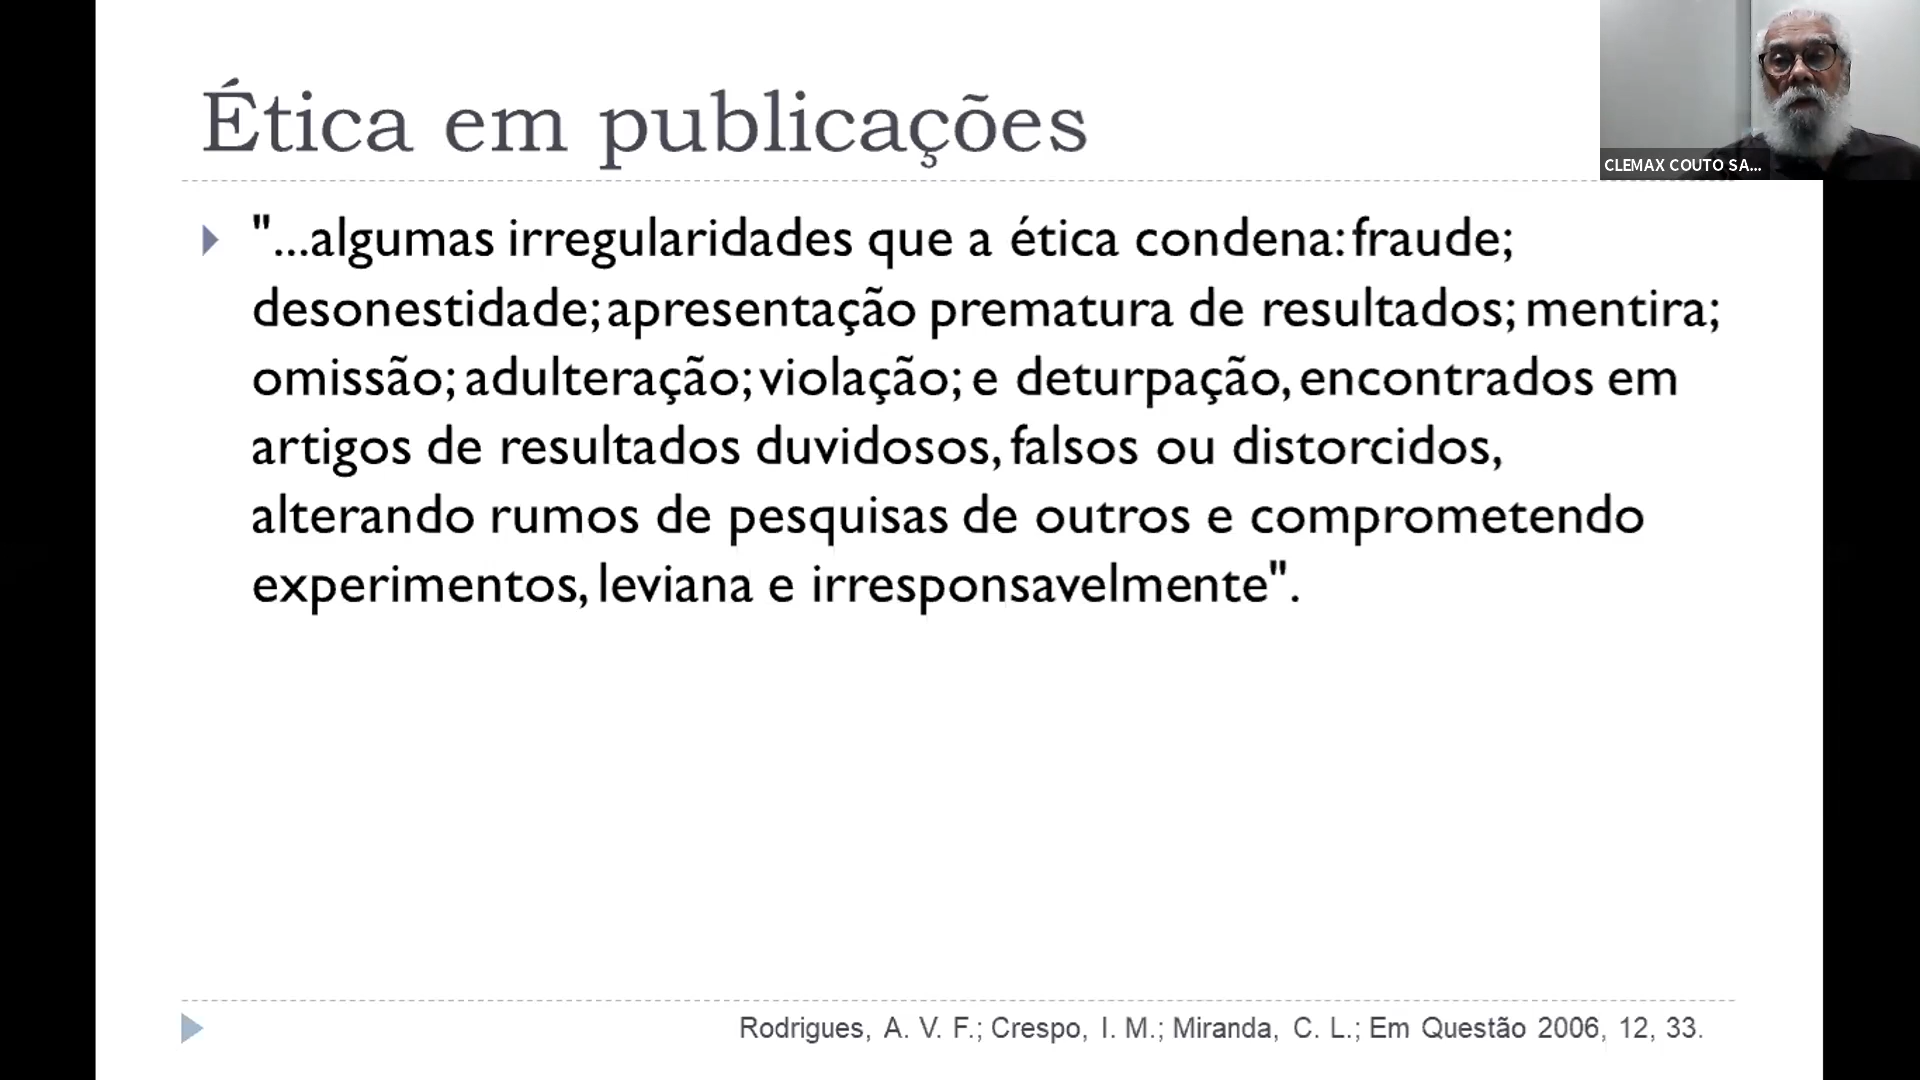 Ética em publicações
CLEMAX COUTO SA...
"...algumas irregularidades que a ética condena: fraude;
desonestidade; apresentação prematura de resultados; mentira;
omissão; adulteração; violação; e deturpação, encontrados em
artigos de resultados duvidosos, falsos ou distorcidos,
alterando rumos de pesquisas de outros e comprometendo
experimentos, leviana e irresponsavelmente".
Rodrigues, A. V. F.; Crespo, I. M.; Miranda, C. L.; Em Questão 2006, 12, 33.